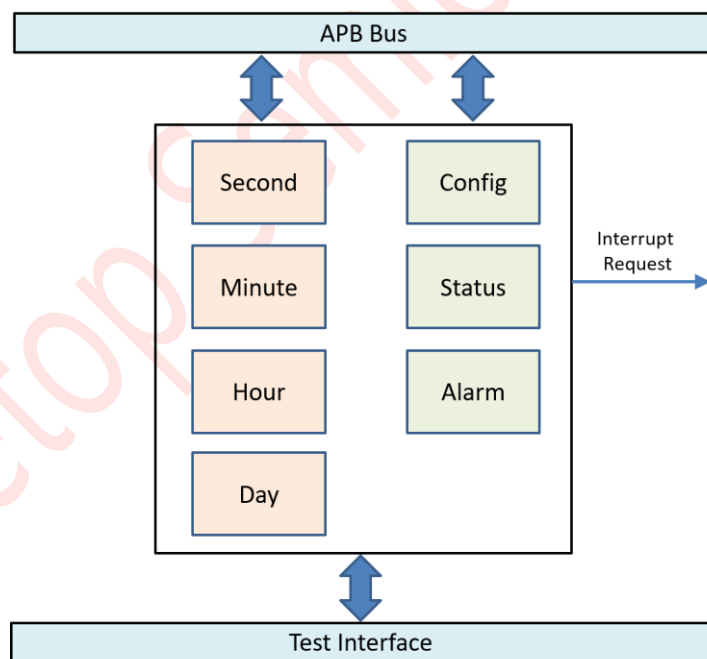 APB Bus
Second
Config
Minute
Status
Interrupt
Request
Hour
Alarm
Day
Test Interface